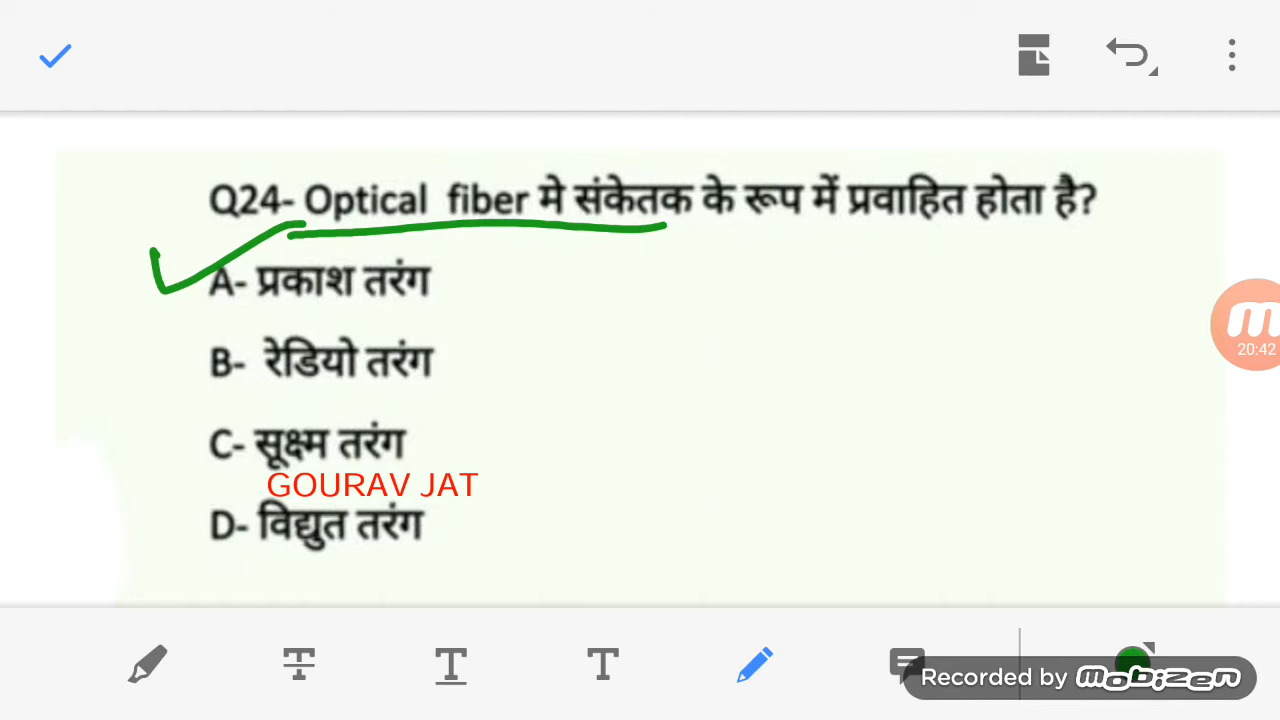 Q24- Optical fiber मे संकेतक के रूप में प्रवाहित होता है?
A- प्रकाश तरंग
B- रेडियो तरंग
20:42
C- सूक्ष्म तरंग
GOURAV JAT
D- विद्युत तरंग
T T T
Recorded by mobizen